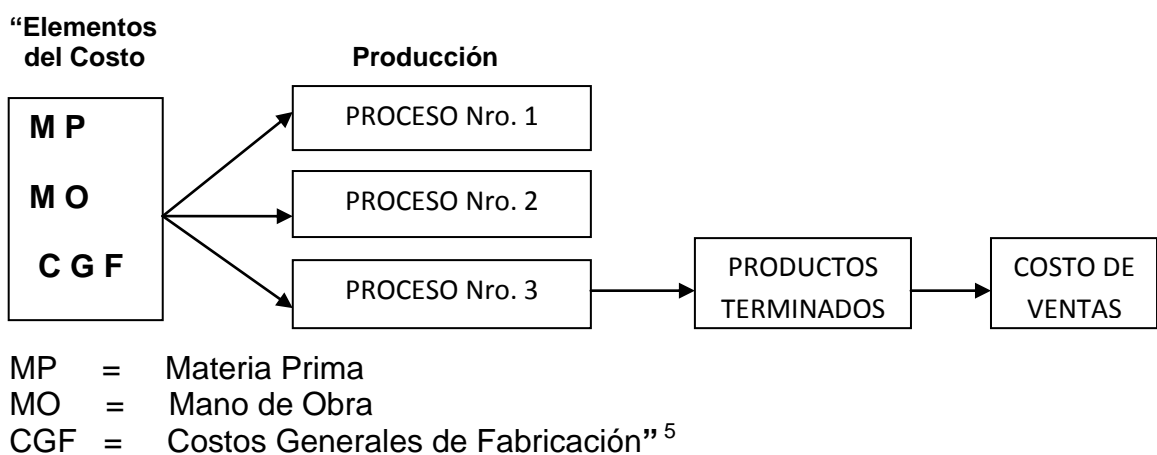 “Elementos
del Costo
Producción
M P
M O
C G F
PROCESO Nro. 1
PROCESO Nro. 2
PROCESO Nro. 3
PRODUCTOS
TERMINADOS
COSTO DE
VENTAS
MP = Materia Prima
MO = Mano de Obra
CGF = Costos Generales de Fabricación” 5